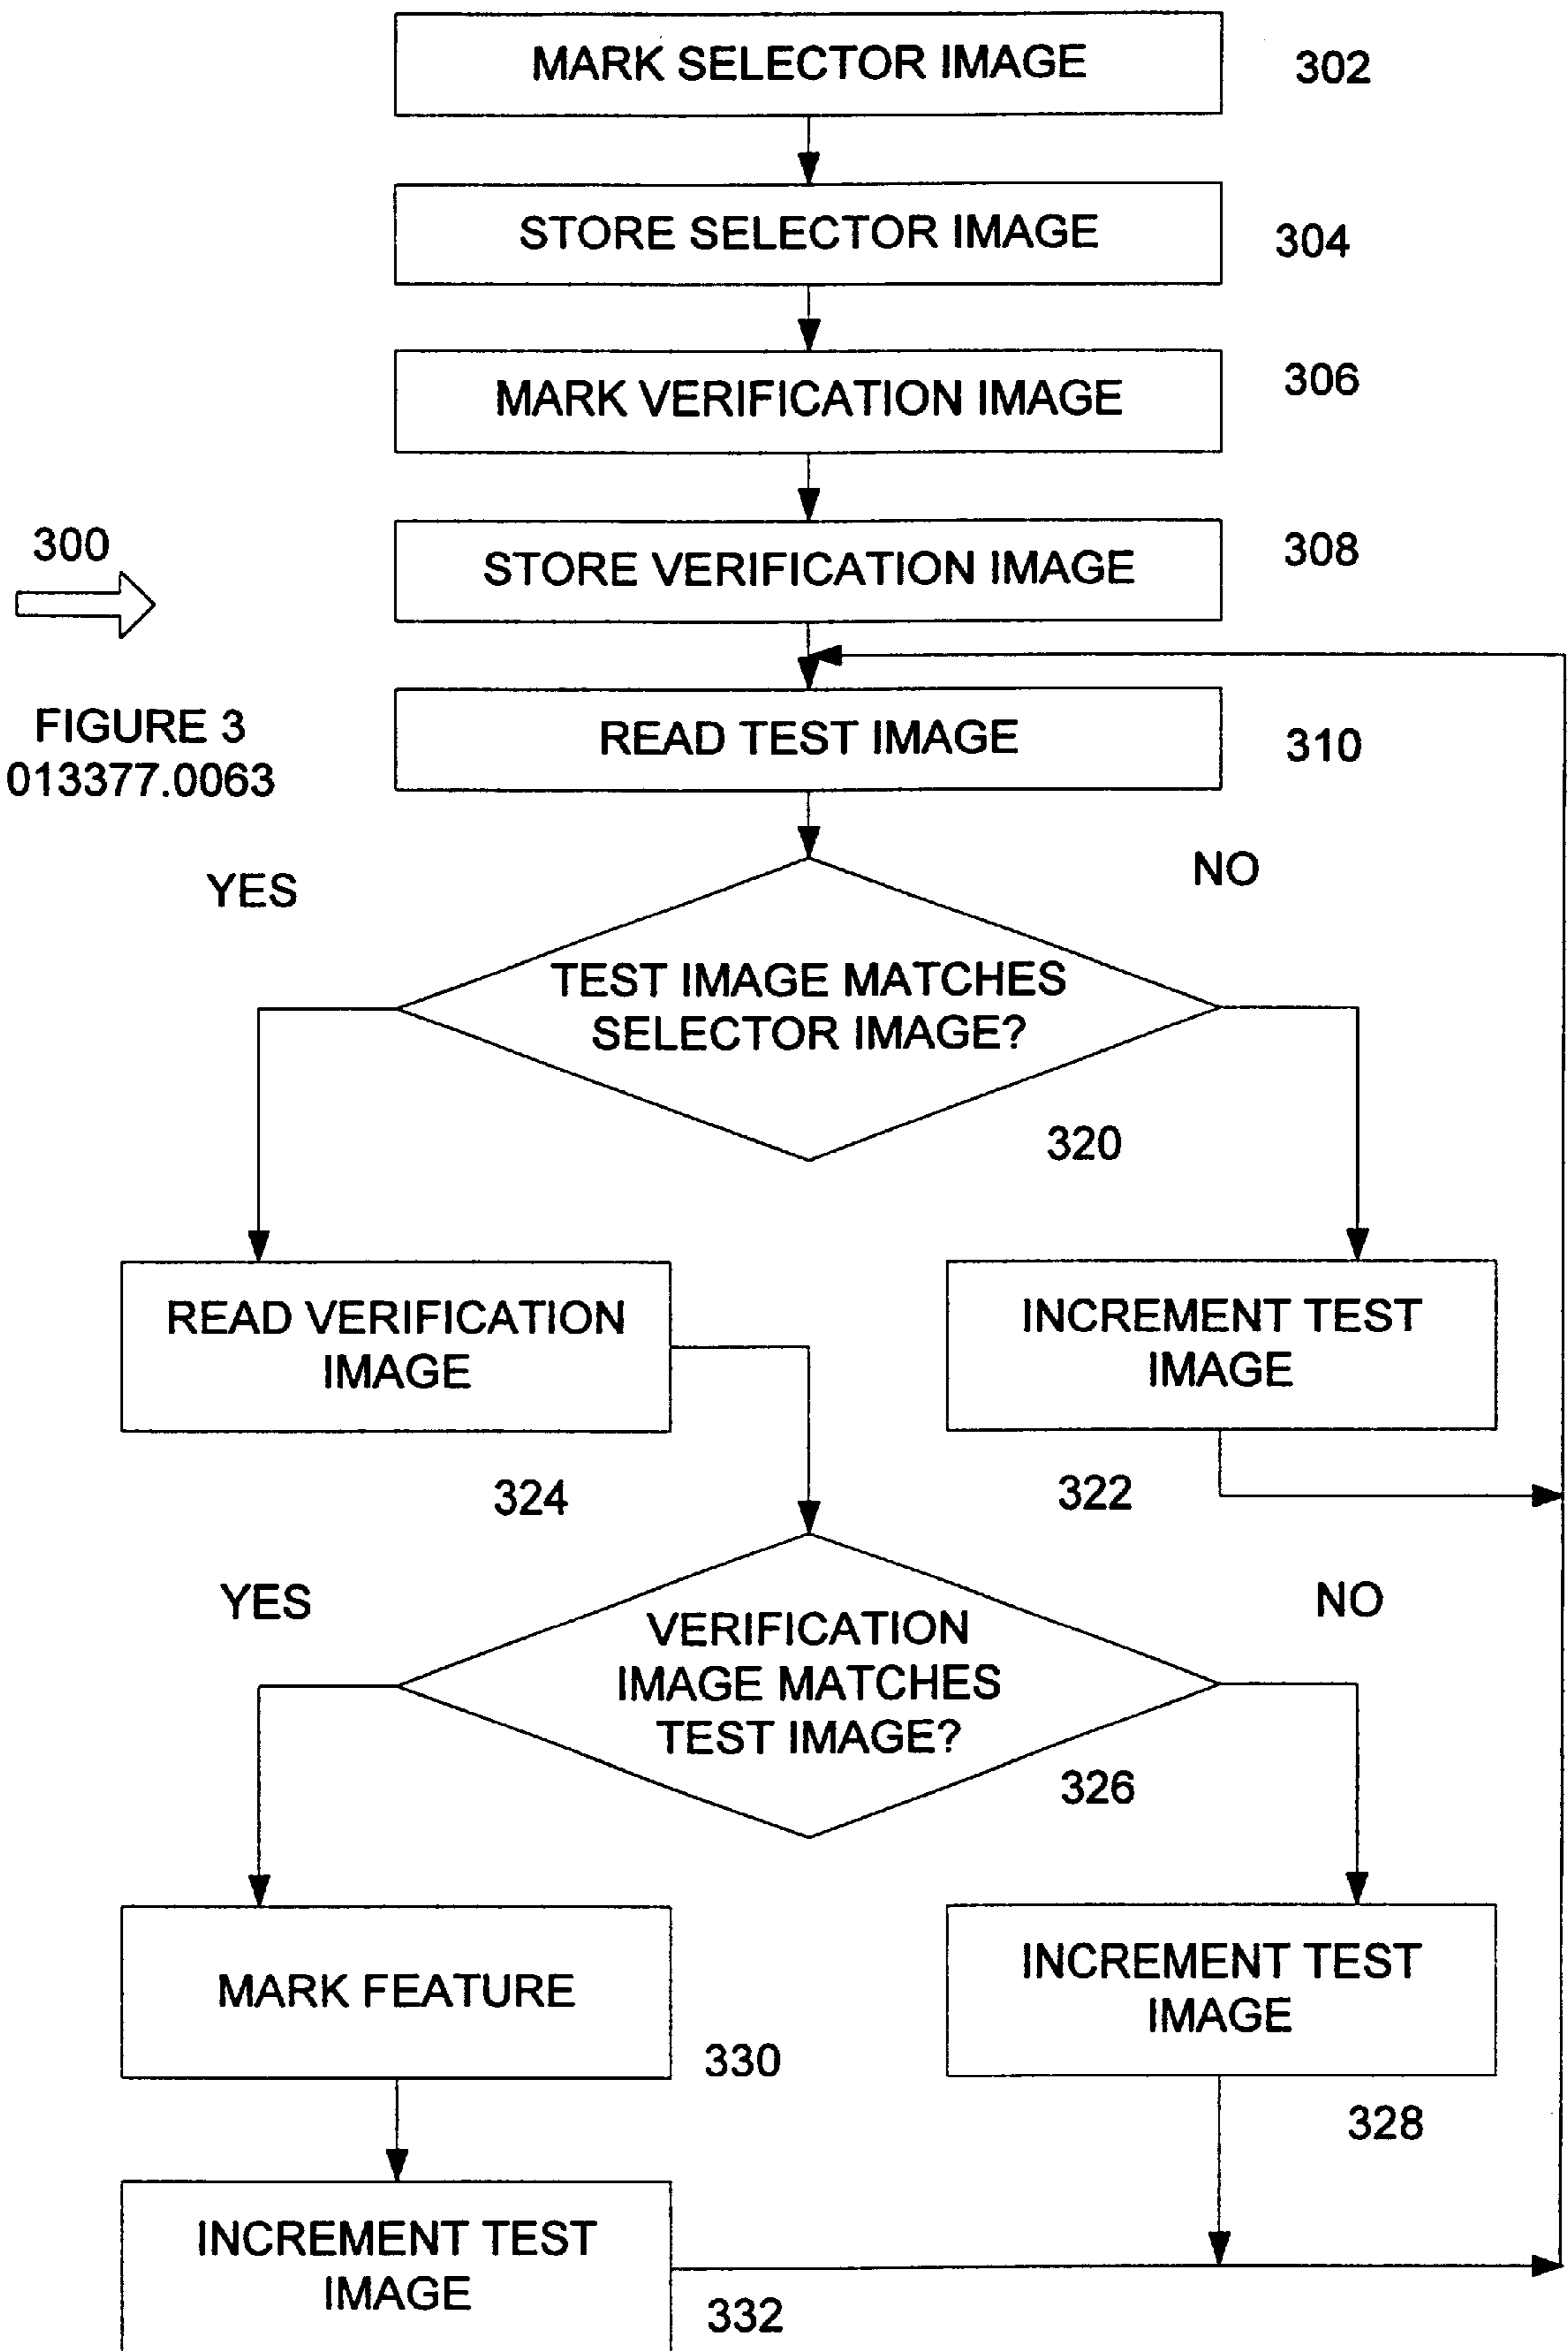 MARK SELECTOR IMAGE
302
STORE SELECTOR IMAGE
304
MARK VERIFICATION IMAGE
306
300
STORE VERIFICATION IMAGE
308
FIGURE 3
013377.0063
READ TEST IMAGE
310
YES
NO
TEST IMAGE MATCHES
SELECTOR IMAGE?
320
READ VERIFICATION
IMAGE
INCREMENT TEST
IMAGE
324
322
YES
NO
VERIFICATION
IMAGE MATCHES
TEST IMAGE?
326
MARK FEATURE
330
INCREMENT TEST
IMAGE
328
INCREMENT TEST
IMAGE
332